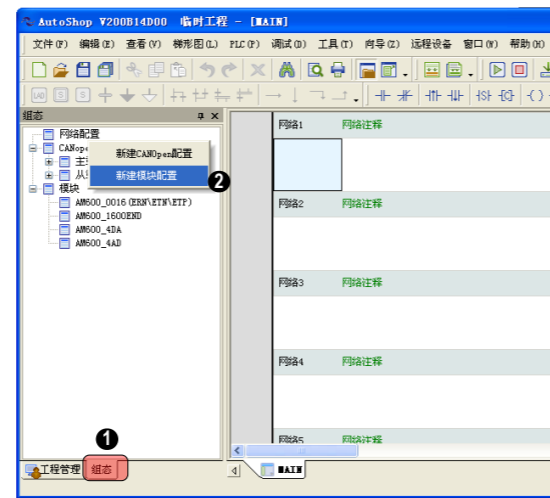 AutoShop V200B14D00 临时工程 - [MAIN]
文件(F) 编辑(E) 查看(V) 梯形图(L) PLC(P) 调试(D) 工具(T) 向导(Z) 远程设备 窗口(W) 帮助(H)
组态
网络配置
CANope
主
从
新建CANOpen配置
新建模块配置
2
模块
AM600_0016(ERN\ETN\ETP)
AM600_1600END
AM600_4DA
AM600_4AD
网络1 网络注释
网络2 网络注释
网络3 网络注释
网络4 网络注释
网络5 网络注释
1
工程管理 组态
MAIN